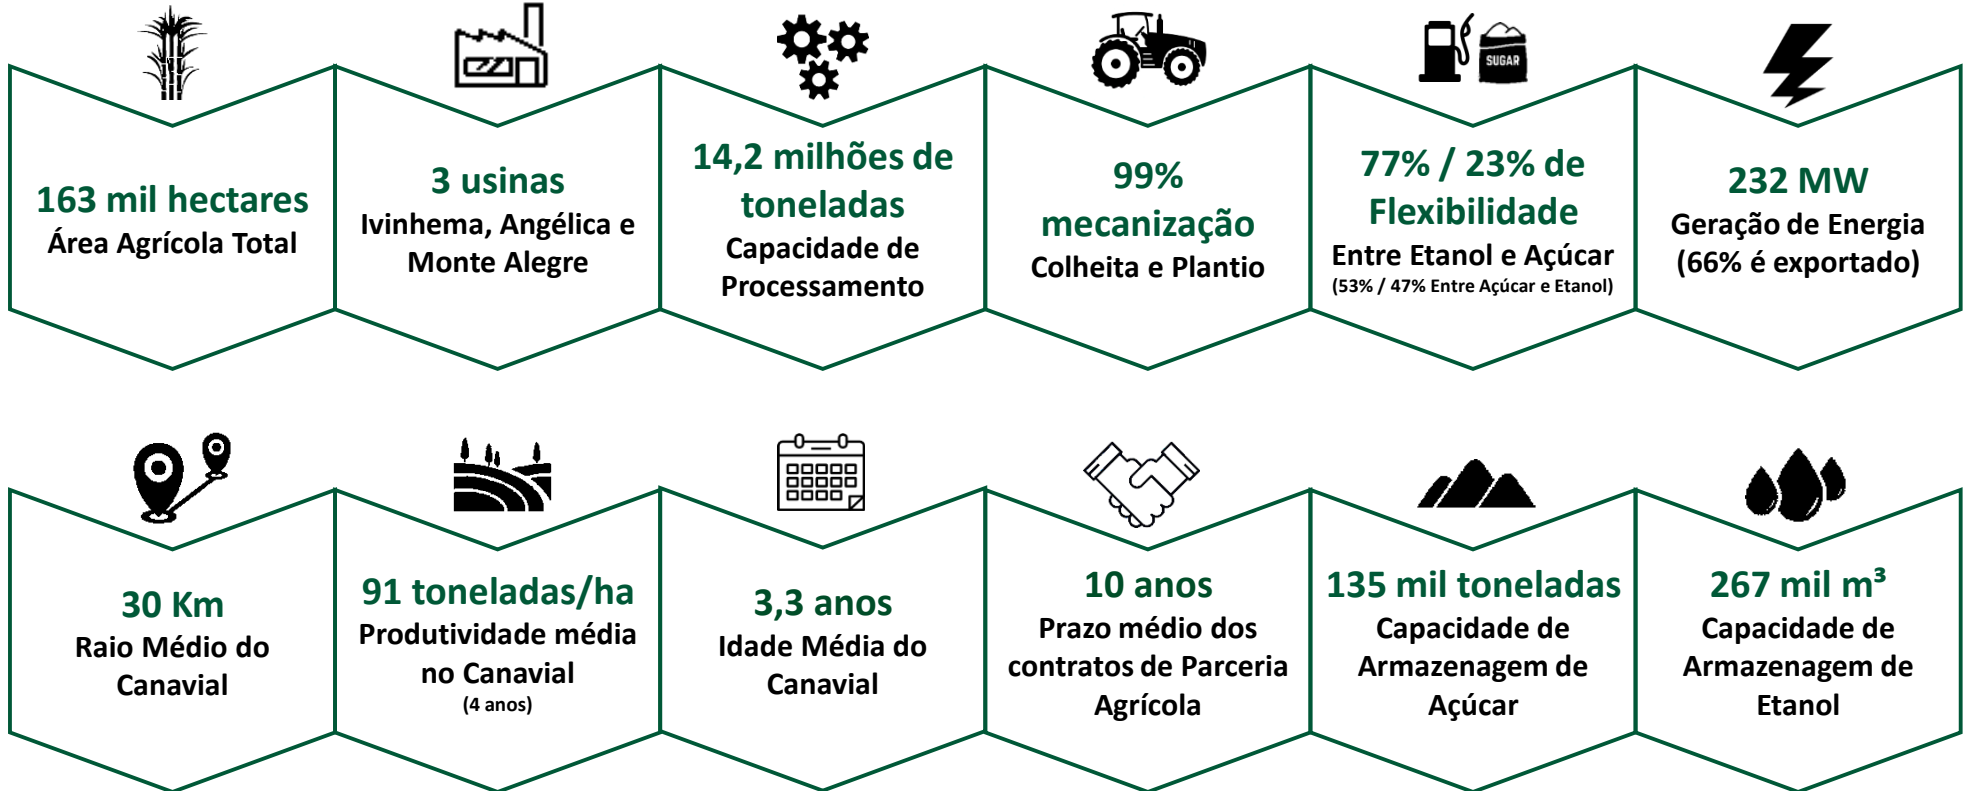 SUGAR
163 mil hectares
Área Agrícola Total
3 usinas
Ivinhema, Angélica e
Monte Alegre
14,2 milhões de
toneladas
Capacidade de
Processamento
99%
mecanização
Colheita e Plantio
77% / 23% de
Flexibilidade
Entre Etanol e Açúcar
(53% / 47% Entre Açúcar e Etanol)
232 MW
Geração de Energia
(66% é exportado)
30 Km
Raio Médio do
Canavial
91 toneladas/ha
Produtividade média
no Canavial
(4 anos)
3,3 anos
Idade Média do
Canavial
10 anos
Prazo médio dos
contratos de Parceria
Agrícola
135 mil toneladas
Capacidade de
Armazenagem de
Açúcar
267 mil m³
Capacidade de
Armazenagem de
Etanol